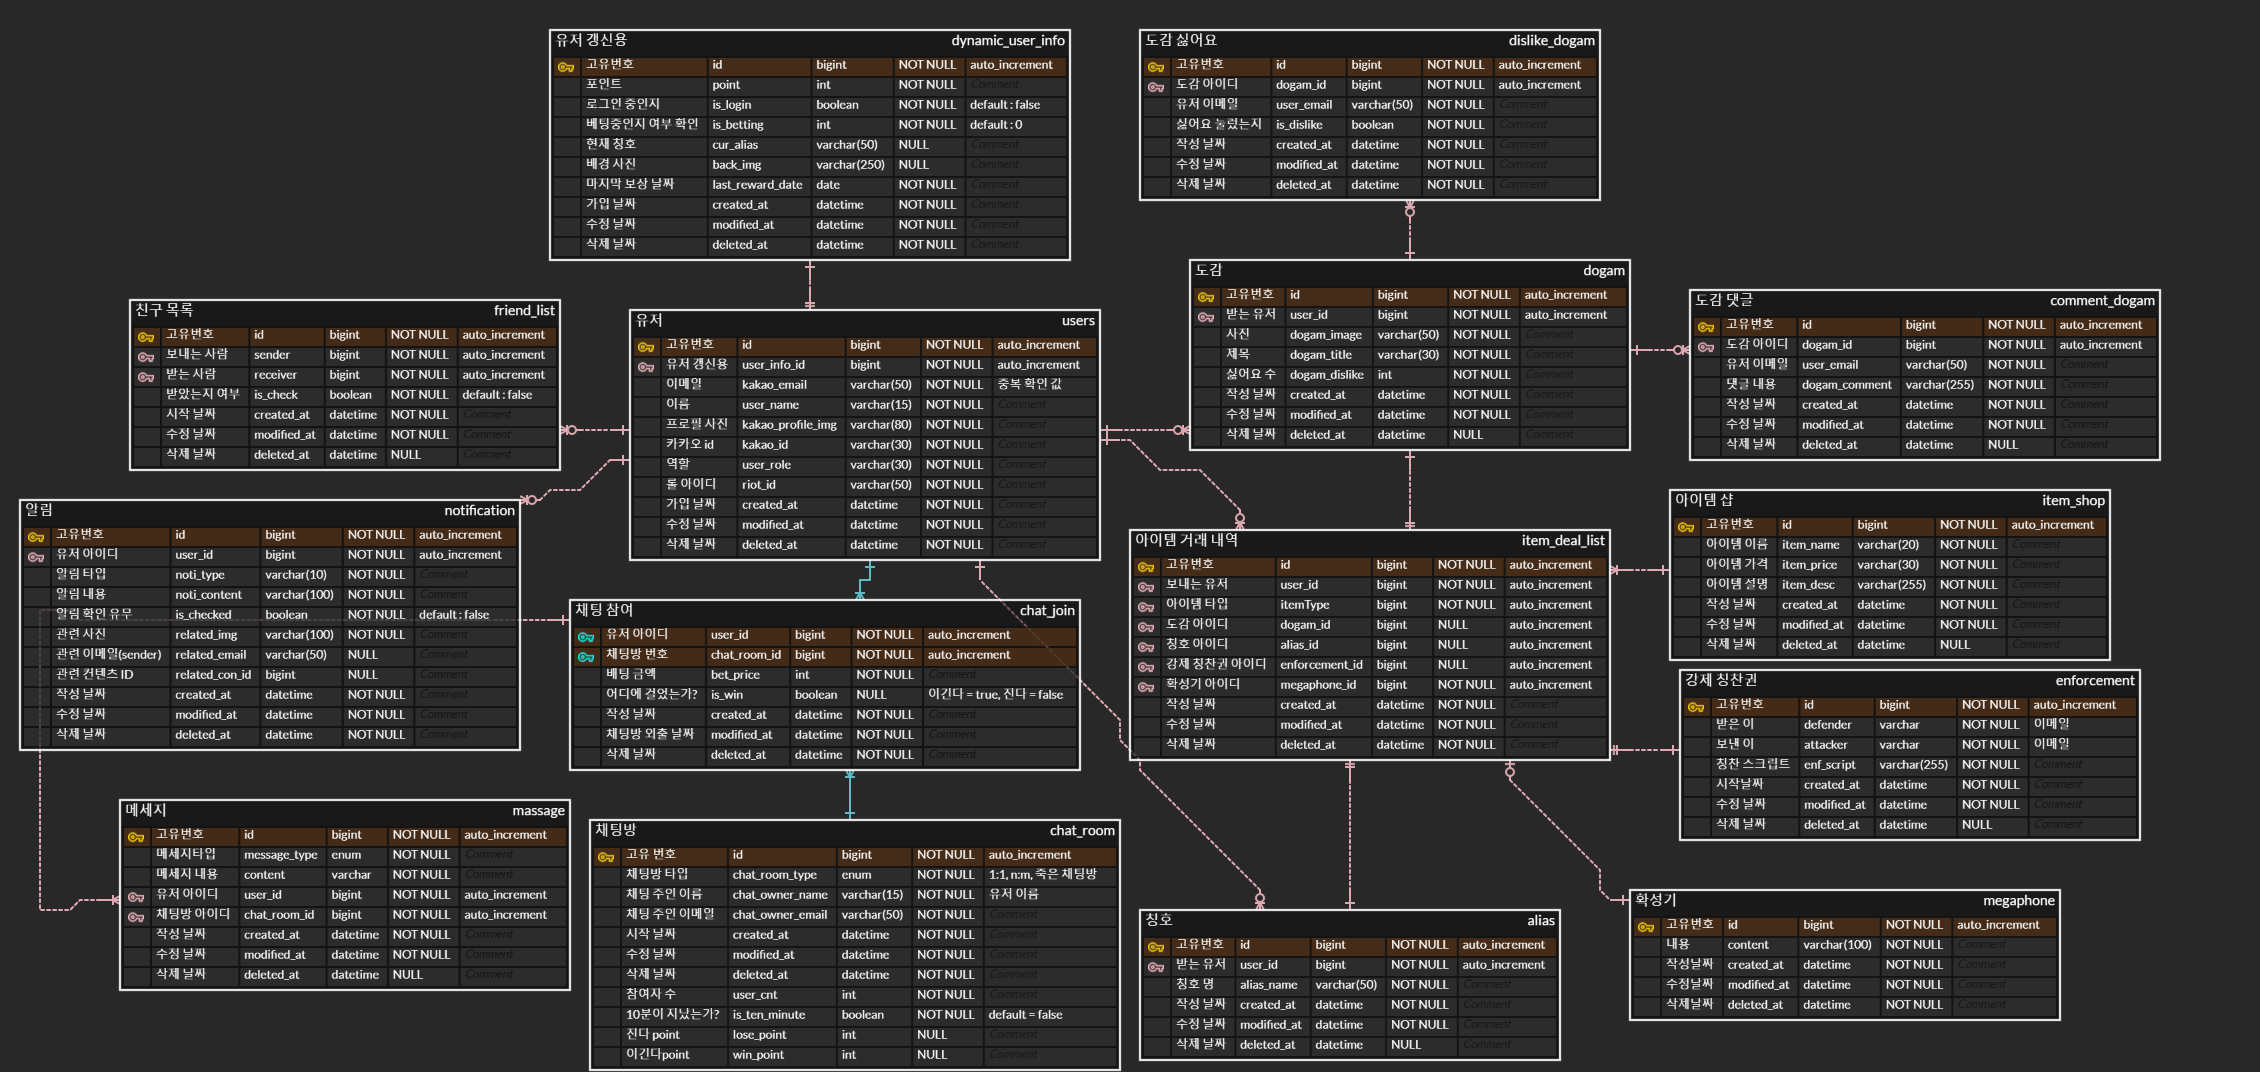 유저 갱신용 dynamic_user_info
고유번호 id bigint NOT NULL auto_increment
포인트 point int NOT NULL Comment
로그인 중인지 is_login boolean NOT NULL default : false
베팅중인지 여부 확인 is_betting int NOT NULL default : 0
현재 칭호 cur_alias varchar(50) NULL Comment
배경 사진 back_img varchar(250) NULL Comment
마지막 보상 날짜 last_reward_date date NOT NULL Comment
가입 날짜 created_at datetime NOT NULL Comment
수정 날짜 modified_at datetime NOT NULL Comment
삭제 날짜 deleted_at datetime NOT NULL Comment
도감 싫어요 dislike_dogam
고유번호 id bigint NOT NULL auto_increment
도감 아이디 dogam_id bigint NOT NULL auto_increment
유저 이메일 user_email varchar(50) NOT NULL Comment
싫어요 눌렀는지 is_dislike boolean NOT NULL Comment
작성 날짜 created_at datetime NOT NULL Comment
수정 날짜 modified_at datetime NOT NULL Comment
삭제 날짜 deleted_at datetime NOT NULL Comment
친구 목록 friend_list
고유번호 id bigint NOT NULL auto_increment
보내는 사람 sender bigint NOT NULL auto_increment
받는 사람 receiver bigint NOT NULL auto_increment
받았는지 여부 is_check boolean NOT NULL default : false
시작 날짜 created_at datetime NOT NULL Comment
수정 날짜 modified_at datetime NOT NULL Comment
삭제 날짜 deleted_at datetime NULL Comment
유저 users
고유번호 id bigint NOT NULL auto_increment
유저 갱신용 user_info_id bigint NOT NULL auto_increment
이메일 kakao_email varchar(50) NOT NULL 중복 확인 값
이름 user_name varchar(15) NOT NULL Comment
프로필 사진 kakao_profile_img varchar(80) NOT NULL Comment
카카오 id kakao_id varchar(30) NOT NULL Comment
역할 user_role varchar(30) NOT NULL Comment
롤 아이디 riot_id varchar(50) NOT NULL Comment
가입 날짜 created_at datetime NOT NULL Comment
수정 날짜 modified_at datetime NOT NULL Comment
삭제 날짜 deleted_at datetime NOT NULL Comment
도감 dogam
고유번호 id bigint NOT NULL auto_increment
받는 유저 user_id bigint NOT NULL auto_increment
사진 dogam_image varchar(50) NOT NULL Comment
제목 dogam_title varchar(30) NOT NULL Comment
싫어요 수 dogam_dislike int NOT NULL Comment
작성 날짜 created_at datetime NOT NULL Comment
수정 날짜 modified_at datetime NOT NULL Comment
삭제 날짜 deleted_at datetime NULL Comment
도감 댓글 comment_dogam
고유번호 id bigint NOT NULL auto_increment
도감 아이디 dogam_id bigint NOT NULL auto_increment
유저 이메일 user_email varchar(50) NOT NULL Comment
댓글 내용 dogam_comment varchar(255) NOT NULL Comment
작성 날짜 created_at datetime NOT NULL Comment
수정 날짜 modified_at datetime NOT NULL Comment
삭제 날짜 deleted_at datetime NULL Comment
알림 notification
고유번호 id bigint NOT NULL auto_increment
유저 아이디 user_id bigint NOT NULL auto_increment
알림 타입 noti_type varchar(10) NOT NULL Comment
알림 내용 noti_content varchar(100) NOT NULL Comment
알림 확인 유무 is_checked boolean NOT NULL default : false
관련 사진 related_img varchar(100) NOT NULL Comment
관련 이메일(sender) related_email varchar(50) NULL Comment
관련 컨텐츠 ID related_con_id bigint NULL Comment
작성 날짜 created_at datetime NOT NULL Comment
수정 날짜 modified_at datetime NOT NULL Comment
삭제 날짜 deleted_at datetime NOT NULL Comment
채팅 참여 chat_join
유저 아이디 user_id bigint NOT NULL auto_increment
채팅방 번호 chat_room_id bigint NOT NULL auto_increment
베팅 금액 bet_price int NOT NULL Comment
어디에 걸었는가? is_win boolean NULL 이긴다 = true, 진다 = false
작성 날짜 created_at datetime NOT NULL Comment
채팅방 외출 날짜 modified_at datetime NOT NULL Comment
삭제 날짜 deleted_at datetime NOT NULL Comment
아이템 거래 내역 item_deal_list
고유번호 id bigint NOT NULL auto_increment
보내는 유저 user_id bigint NOT NULL auto_increment
아이템 타입 itemType bigint NOT NULL auto_increment
도감 아이디 dogam_id bigint NULL auto_increment
칭호 아이디 alias_id bigint NULL auto_increment
강제 칭찬권 아이디 enforcement_id bigint NULL auto_increment
확성기 아이디 megaphone_id bigint NOT NULL auto_increment
작성 날짜 created_at datetime NOT NULL Comment
수정 날짜 modified_at datetime NOT NULL Comment
삭제 날짜 deleted_at datetime NOT NULL Comment
아이템 샵 item_shop
고유번호 id bigint NOT NULL auto_increment
아이템 이름 item_name varchar(20) NOT NULL Comment
아이템 가격 item_price varchar(30) NOT NULL Comment
아이템 설명 item_desc varchar(255) NOT NULL Comment
작성 날짜 created_at datetime NOT NULL Comment
수정 날짜 modified_at datetime NOT NULL Comment
삭제 날짜 deleted_at datetime NULL Comment
강제 칭찬권 enforcement
고유번호 id bigint NOT NULL auto_increment
받은 이 defender varchar NOT NULL 이메일
보낸 이 attacker varchar NOT NULL 이메일
칭찬 스크립트 enf_script varchar(255) NOT NULL Comment
시작날짜 created_at datetime NOT NULL Comment
수정 날짜 modified_at datetime NOT NULL Comment
삭제 날짜 deleted_at datetime NULL Comment
메세지 massage
고유번호 id bigint NOT NULL auto_increment
메세지타입 message_type enum NOT NULL Comment
메세지 내용 content varchar NOT NULL Comment
유저 아이디 user_id bigint NOT NULL auto_increment
채팅방 아이디 chat_room_id bigint NOT NULL auto_increment
작성 날짜 created_at datetime NOT NULL Comment
수정 날짜 modified_at datetime NOT NULL Comment
삭제 날짜 deleted_at datetime NULL Comment
채팅방 chat_room
고유 번호 id bigint NOT NULL auto_increment
채팅방 타입 chat_room_type enum NOT NULL 1:1, n:m, 죽은 채팅방
채팅 주인 이름 chat_owner_name varchar(15) NOT NULL 유저 이름
채팅 주인 이메일 chat_owner_email varchar(50) NOT NULL Comment
시작 날짜 created_at datetime NOT NULL Comment
수정 날짜 modified_at datetime NOT NULL Comment
삭제 날짜 deleted_at datetime NOT NULL Comment
참여자 수 user_cnt int NOT NULL Comment
10분이 지났는가? is_ten_minute boolean NOT NULL default = false
진다 point lose_point int NULL Comment
이긴다point win_point int NULL Comment
칭호 alias
고유번호 id bigint NOT NULL auto_increment
받는 유저 user_id bigint NOT NULL auto_increment
칭호 명 alias_name varchar(50) NOT NULL Comment
작성 날짜 created_at datetime NOT NULL Comment
수정 날짜 modified_at datetime NOT NULL Comment
삭제 날짜 deleted_at datetime NULL Comment
확성기 megaphone
고유번호 id bigint NOT NULL auto_increment
내용 content varchar(100) NOT NULL Comment
작성날짜 created_at datetime NOT NULL Comment
수정날짜 modified_at datetime NOT NULL Comment
삭제날짜 deleted_at datetime NOT NULL Comment